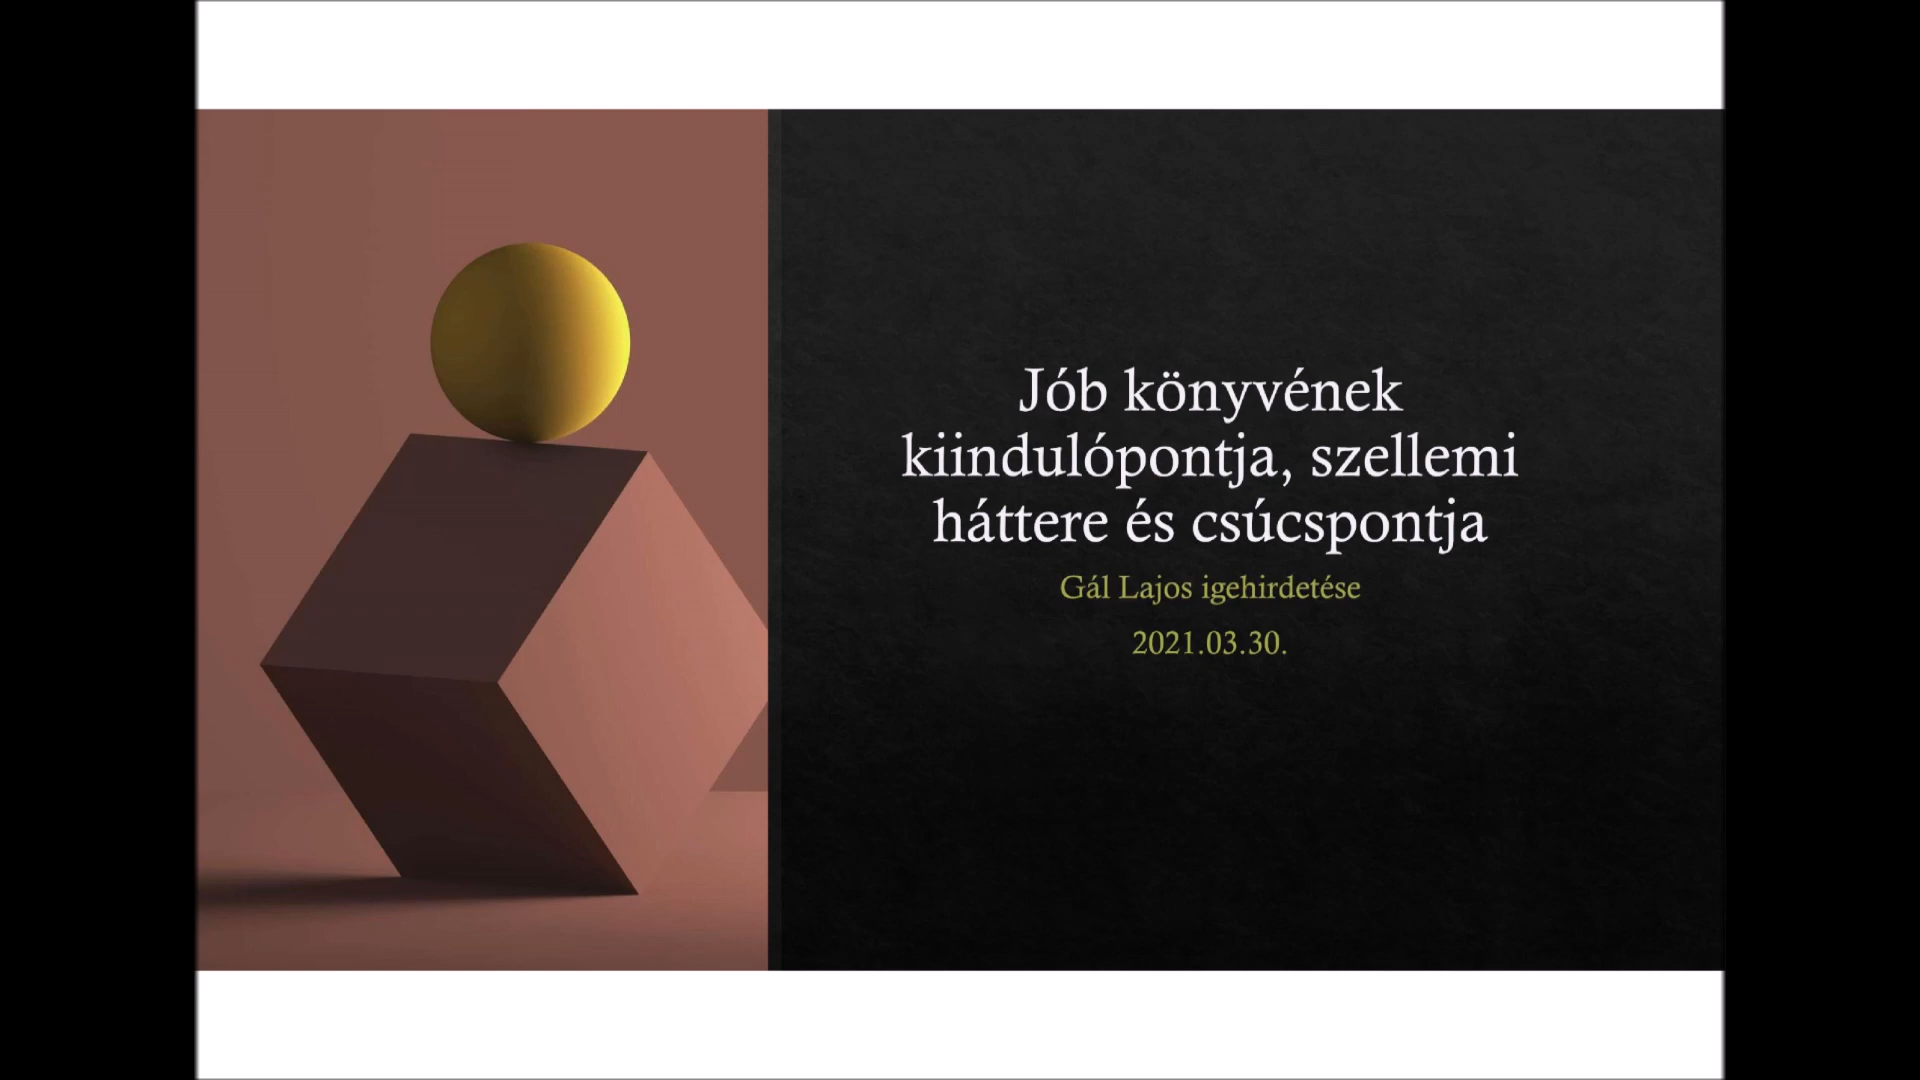 Jób könyvének
kiindulópontja, szellemi
háttere és csúcspontja
Gál Lajos igehirdetése
2021.03.30.